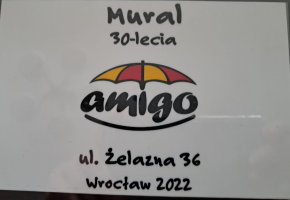 Mural
30-lecia
amigo
ul. Żelazna 36
Wrocław 2022